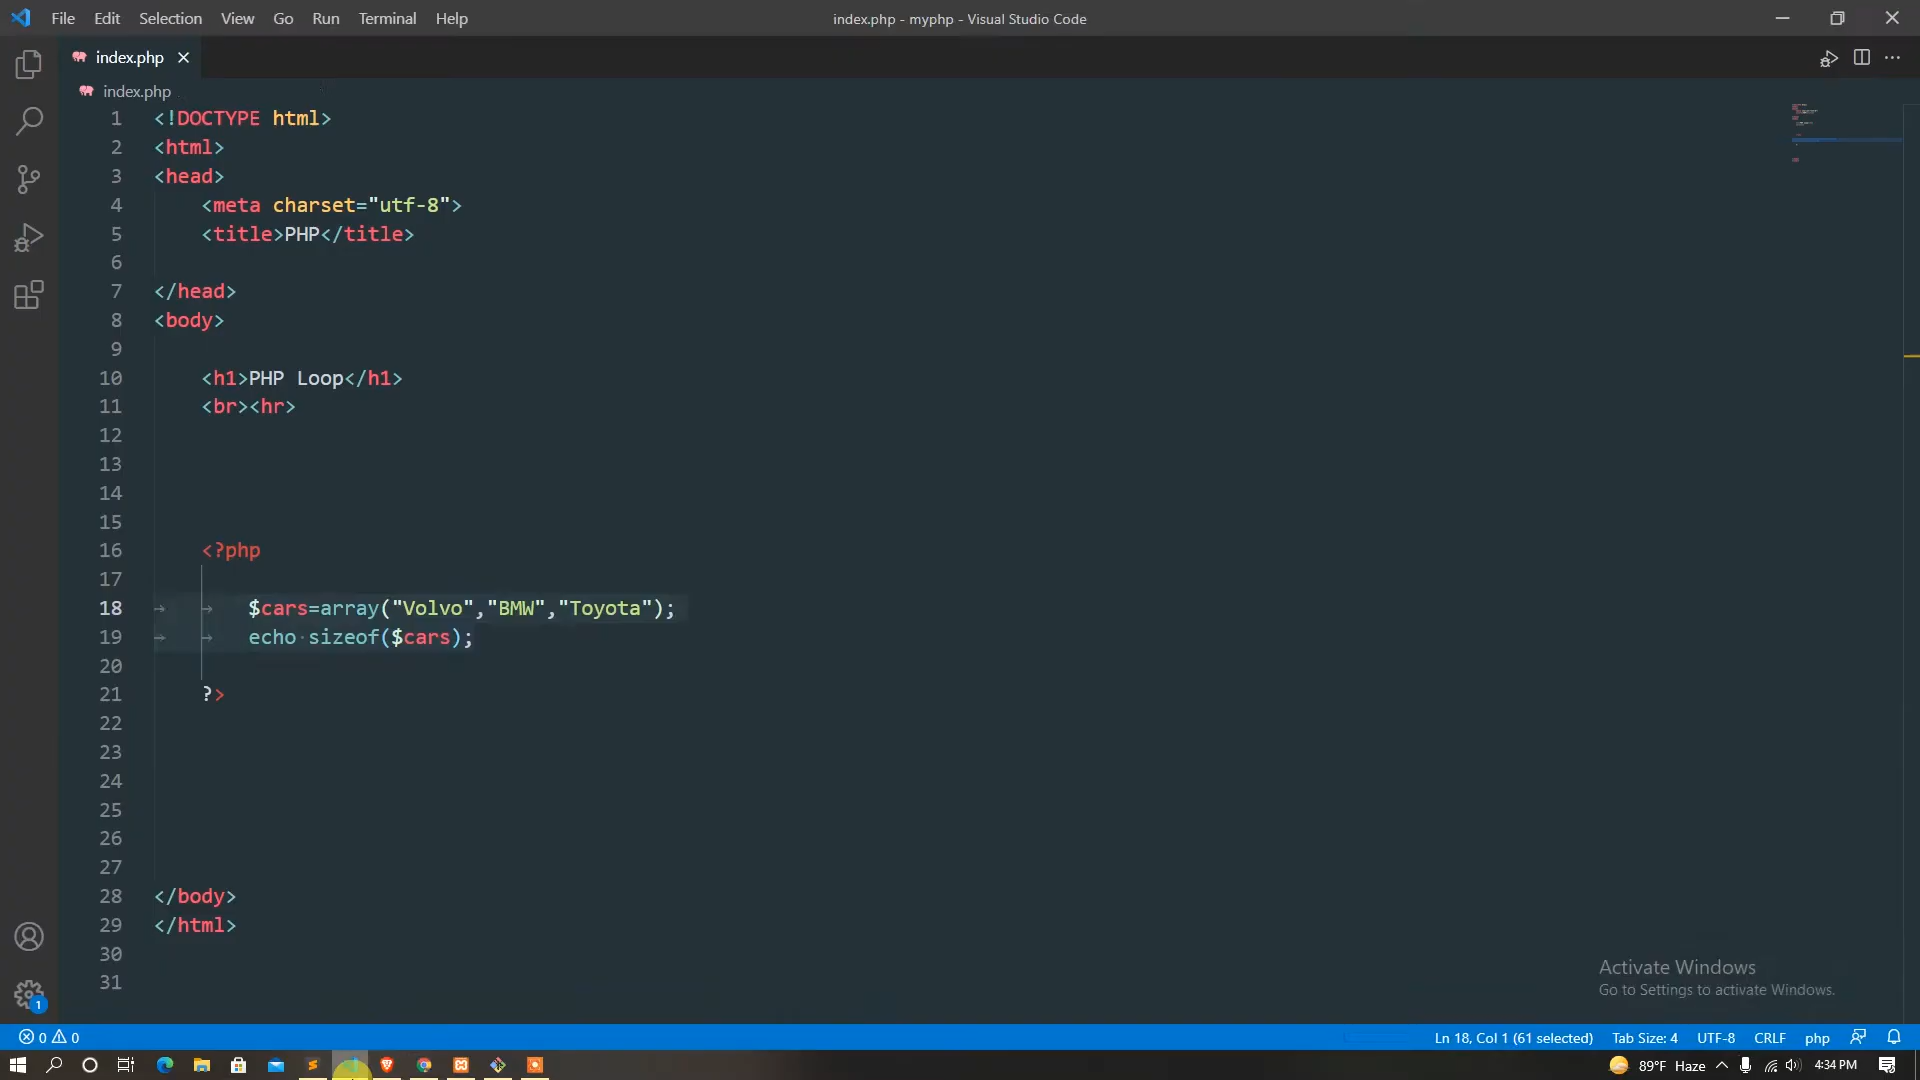 File Edit Selection View Go Run Terminal Help
index.php - myphp - Visual Studio Code
index.php
index.php
1 <!DOCTYPE html>
2 <html>
3 <head>
4 <meta charset="utf-8">
5 <title>PHP</title>
6
7 </head>
8 <body>
9
10 <h1>PHP Loop</h1>
11 <br><hr>
12
13
14
15
16 <?php
17
18 $cars=array("Volvo","BMW","Toyota");
19 echo sizeof($cars);
20
21 ?>
22
23
24
25
26
27
28 </body>
29 </html>
30
31
Activate Windows
Go to Settings to activate Windows.
1
0 0 Ln 18, Col 1 (61 selected) Tab Size: 4 UTF-8 CRLF php
89°F Haze 4:34 PM